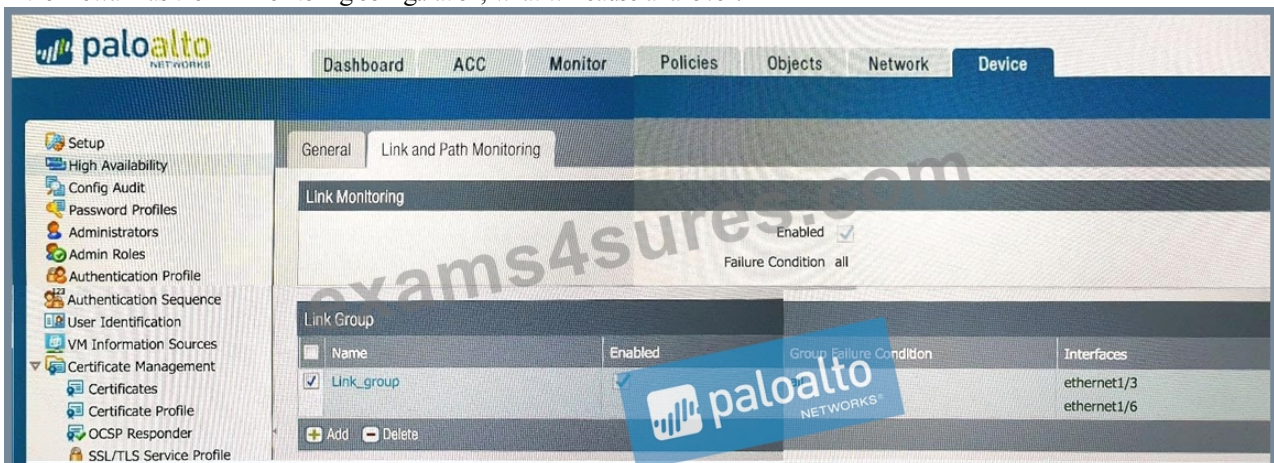 paloalto
NETWORKS
Dashboard ACC Monitor Policies Objects Network Device
Setup
High Availability
Config Audit
Password Profiles
Administrators
Admin Roles
Authentication Profile
Authentication Sequence
User Identification
VM Information Sources
Certificate Management
Certificates
Certificate Profile
OCSP Responder
SSL/TLS Service Profile
General Link and Path Monitoring
Link Monitoring
Enabled
Failure Condition all
Link Group
Name Enabled Group Failure Condition Interfaces
Link_group ethernet1/3
ethernet1/6
Add Delete
exams4sures.com
paloalto
NETWORKS®